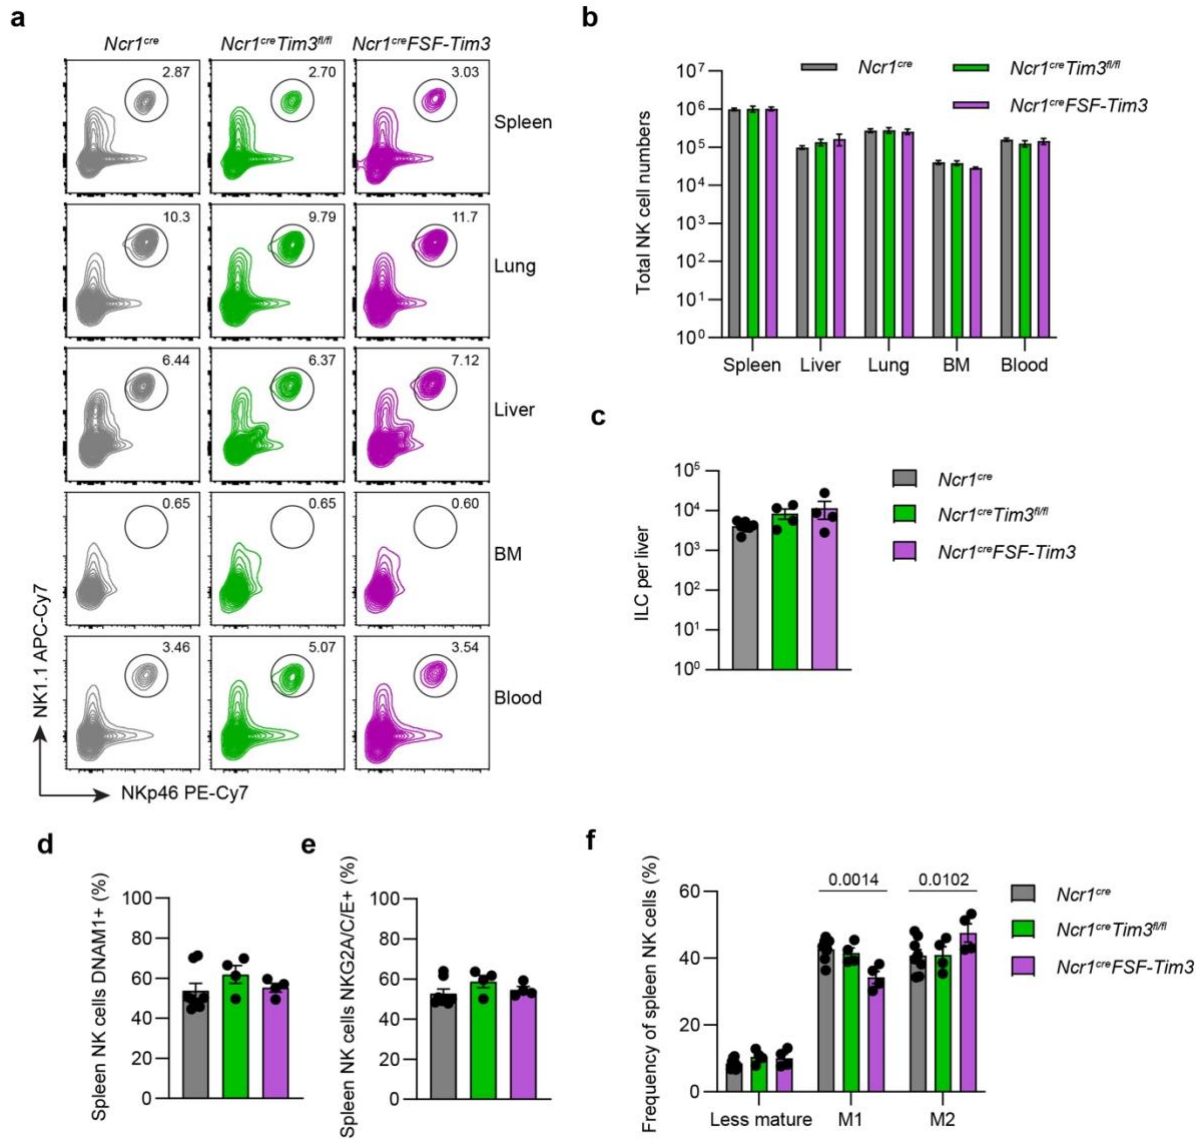 a
Ncr1cre Ncr1creTim3fl/fl Ncr1creFSF-Tim3
2.87 2.70 3.03
Spleen
10.3 9.79 11.7
Lung
6.44 6.37 7.12
Liver
0.65 0.65 0.60
BM
3.46 5.07 3.54
Blood
NK1.1 APC-Cy7
NKp46 PE-Cy7
b
Ncr1cre Ncr1creTim3fl/fl
Ncr1creFSF-Tim3
Total NK cell numbers
10⁷
10⁶
10⁵
10⁴
10³
10²
10¹
10⁰
Spleen Liver Lung BM Blood
c
ILC per liver
10⁵
10⁴
10³
10²
10¹
10⁰
Ncr1cre
Ncr1creTim3fl/fl
Ncr1creFSF-Tim3
d
Spleen NK cells DNAM1+ (%)
100
80
60
40
20
0
e
Spleen NK cells NKG2A/C/E+ (%)
100
80
60
40
20
0
f
Frequency of spleen NK cells (%)
60
40
20
0
0.0014 0.0102
Less mature M1 M2
Ncr1cre
Ncr1creTim3fl/fl
Ncr1creFSF-Tim3